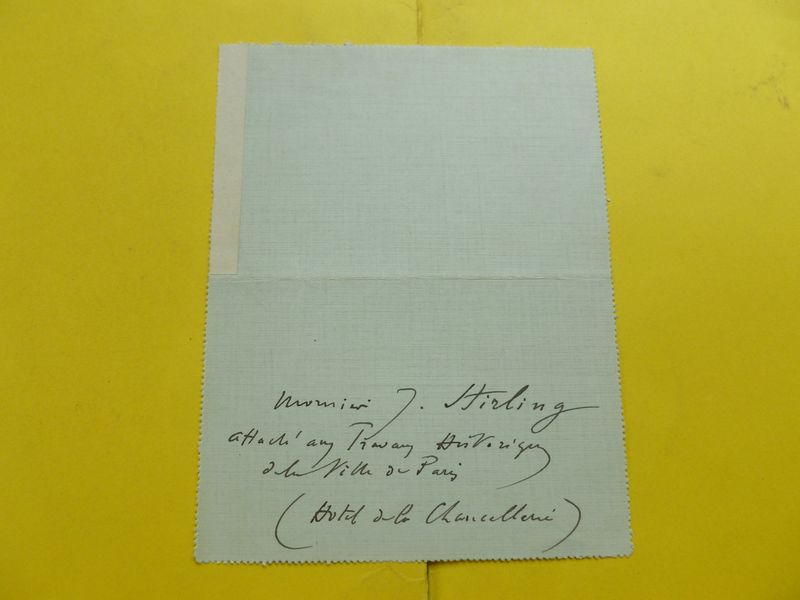 Monsieur J. Stirling
attaché aux Travaux Historiques
de la Ville de Paris
(Hotel de la Chancellerie)